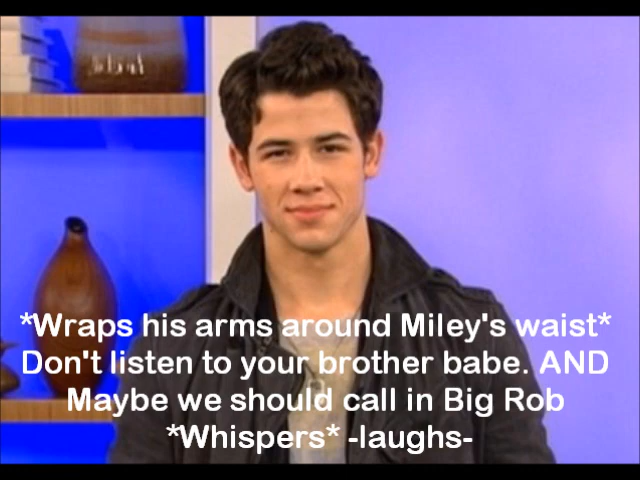 *Wraps his arms around Miley's waist*
Don't listen to your brother babe. AND
Maybe we should call in Big Rob
*Whispers* -laughs-